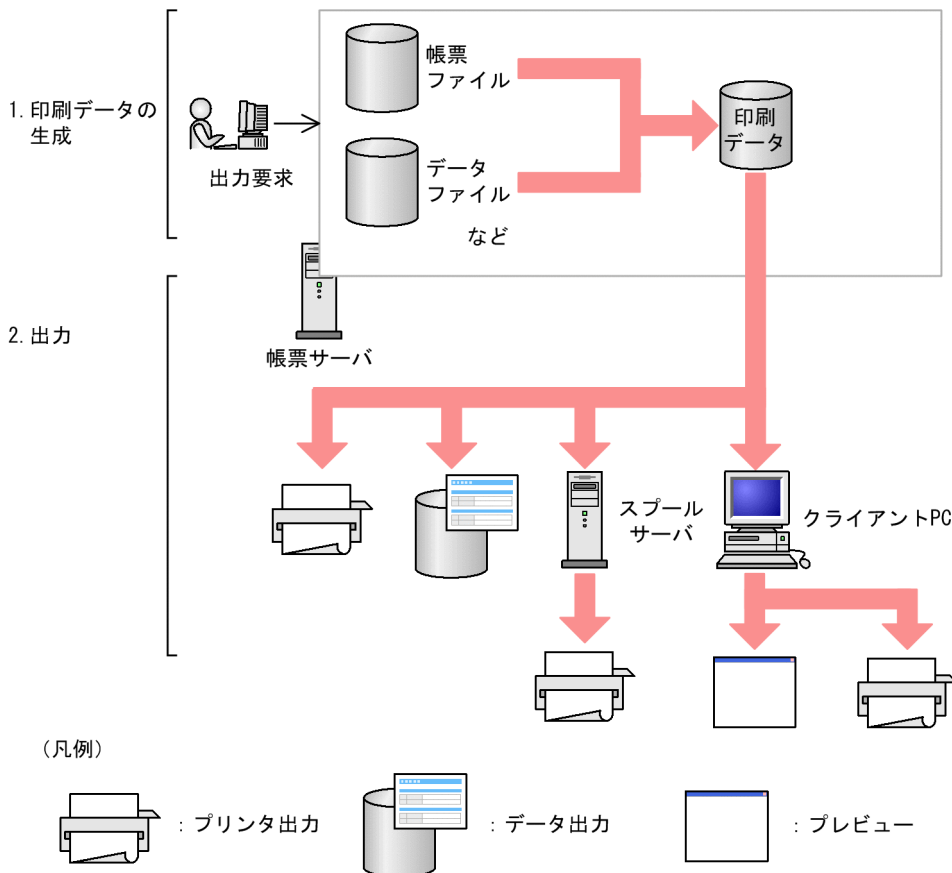 1. 印刷データの
生成
出力要求
帳票
ファイル
データ
ファイル
など
印刷
データ
2. 出力
帳票サーバ
スプール
サーバ
クライアントPC
(凡例)
: プリンタ出力
: データ出力
: プレビュー